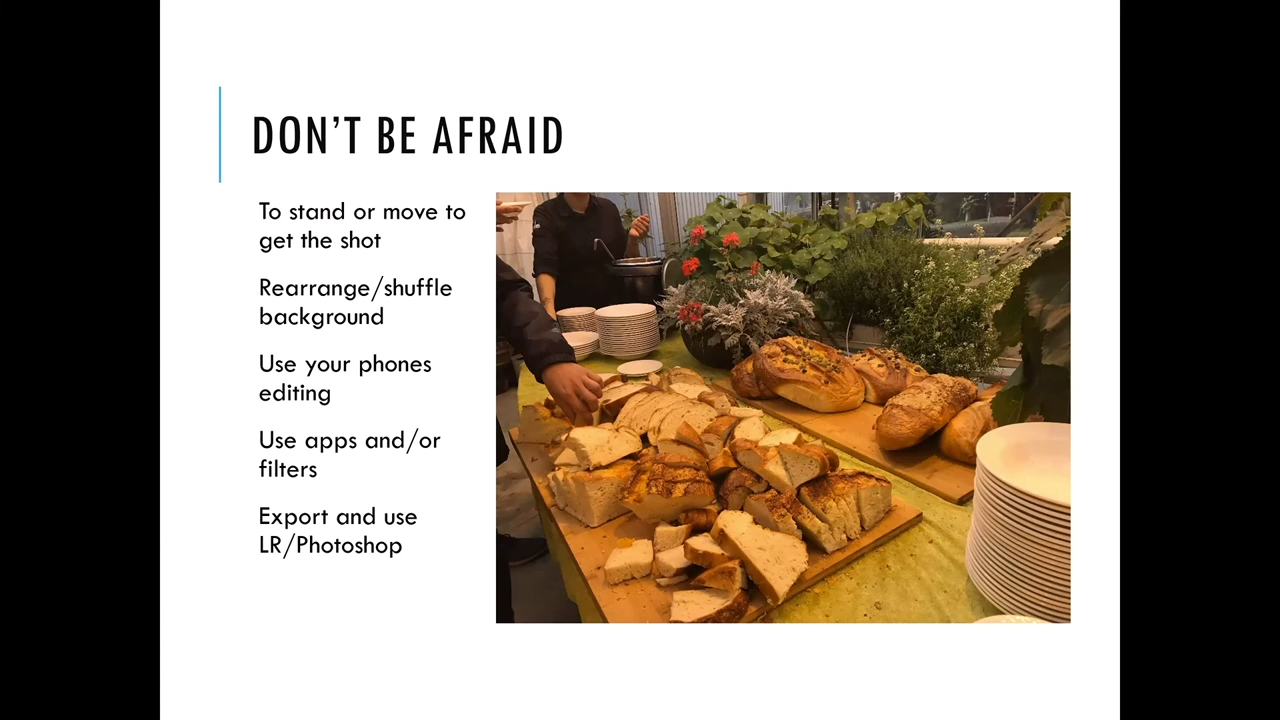 DON'T BE AFRAID
To stand or move to
get the shot
Rearrange/shuffle
background
Use your phones
editing
Use apps and/or
filters
Export and use
LR/Photoshop